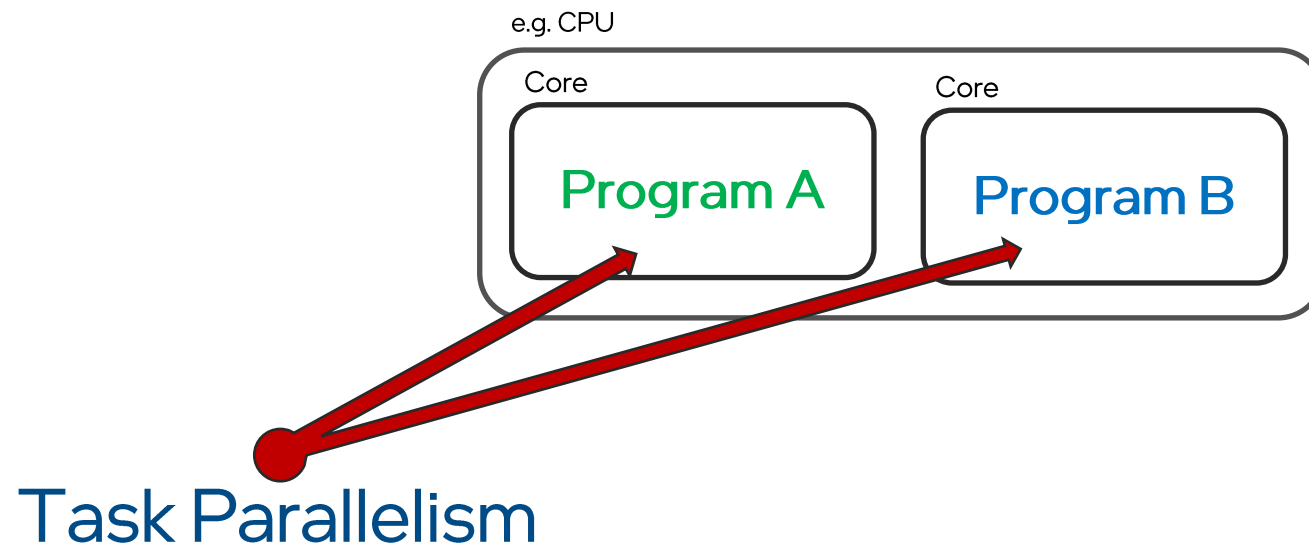 e.g. CPU
Core
Core
Program A
Program B
Task Parallelism